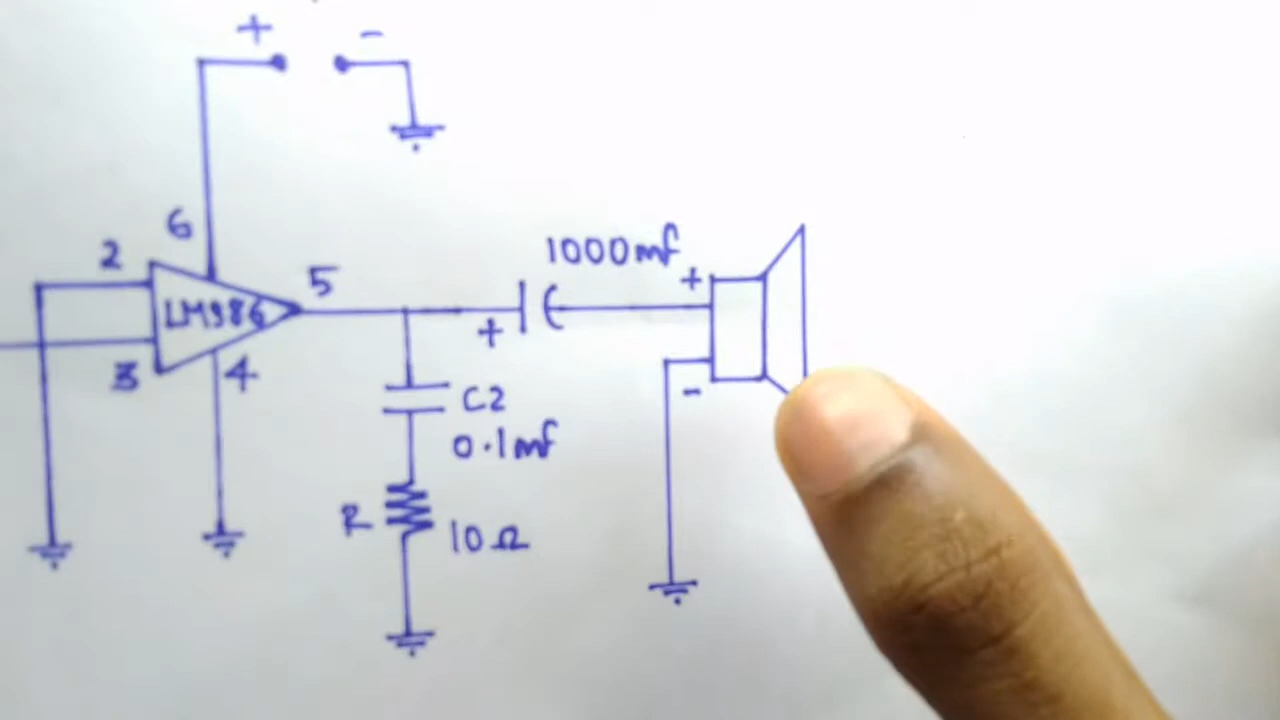 + -
6
2
5
1000mf
+
LM386
+
3
4
-
C2
0.1mf
R
10Ω